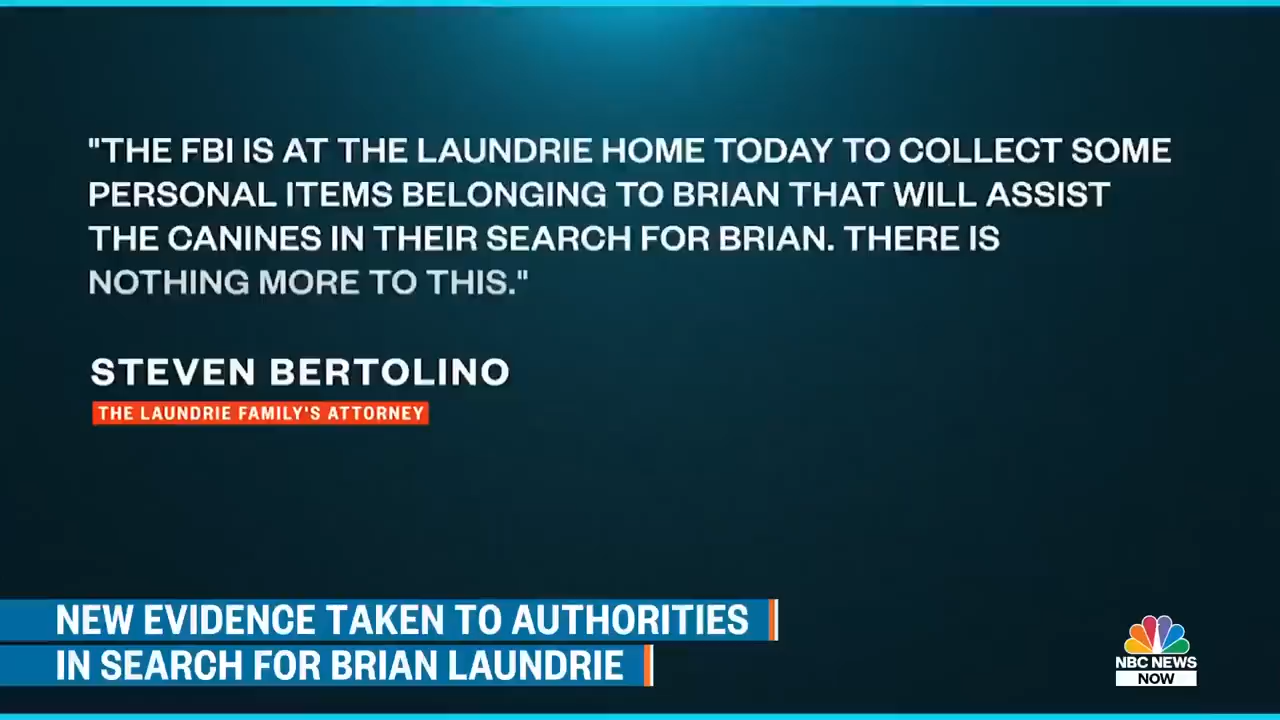 "THE FBI IS AT THE LAUNDRIE HOME TODAY TO COLLECT SOME
PERSONAL ITEMS BELONGING TO BRIAN THAT WILL ASSIST
THE CANINES IN THEIR SEARCH FOR BRIAN. THERE IS
NOTHING MORE TO THIS."
STEVEN BERTOLINO
THE LAUNDRIE FAMILY'S ATTORNEY
NEW EVIDENCE TAKEN TO AUTHORITIES
IN SEARCH FOR BRIAN LAUNDRIE
NBC NEWS
NOW